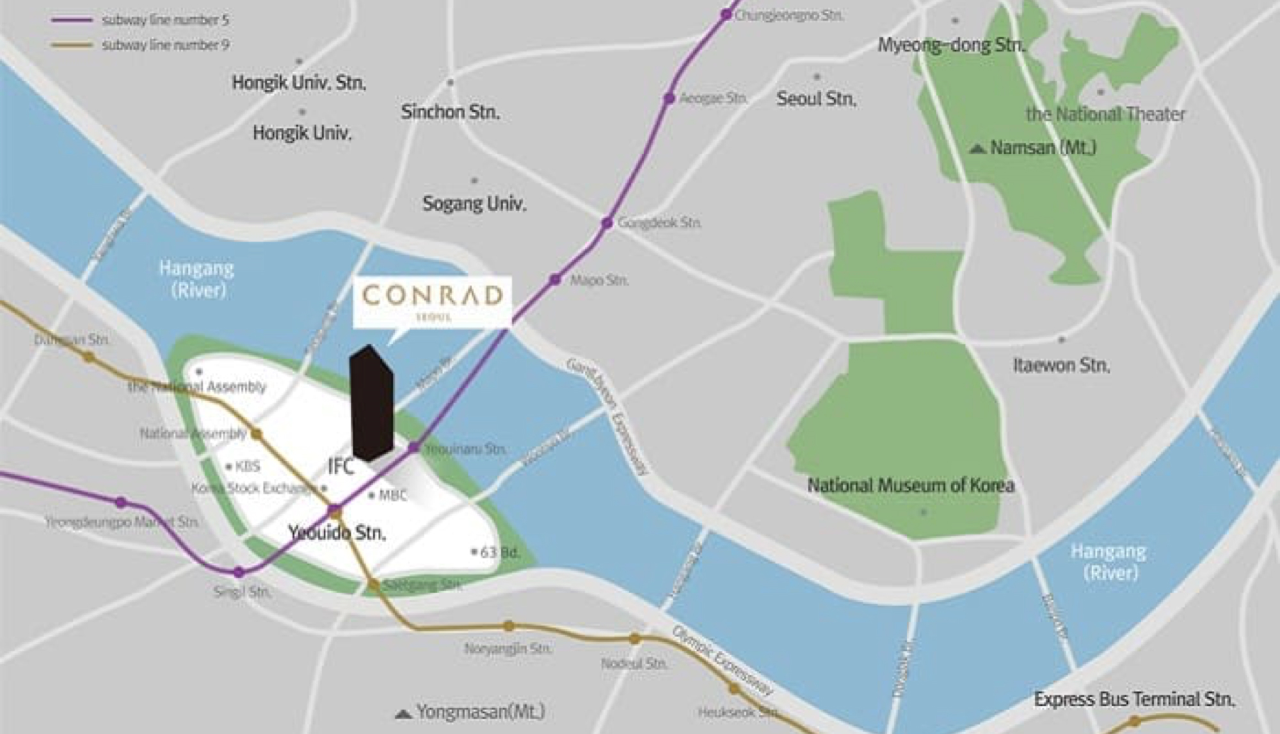 subway line number 5
subway line number 9
Chungjeongno Stn.
Myeong-dong Stn.
Hongik Univ. Stn.
Hongik Univ.
Sinchon Stn.
Aeogae Stn.
Seoul Stn.
the National Theater
Namsan (Mt.)
Sogang Univ.
Gongdeok Stn.
Hangang
(River)
Mapo Stn.
CONRAD
SEOUL
Dangsan Stn.
the National Assembly
Mapo Br.
Gangbyeon Expressway
Itaewon Stn.
National Assembly
Yeouinaru Stn.
KBS
IFC
Korea Stock Exchange
MBC
National Museum of Korea
Yeongdeungpo Market Stn.
Yeouido Stn.
63 Bd.
Hangang
(River)
Singil Stn.
Saetgang Stn.
Noryangjin Stn.
Nodeul Stn.
Olympic Expressway
Heukseok Stn.
Yongmasan(Mt.)
Express Bus Terminal Stn.